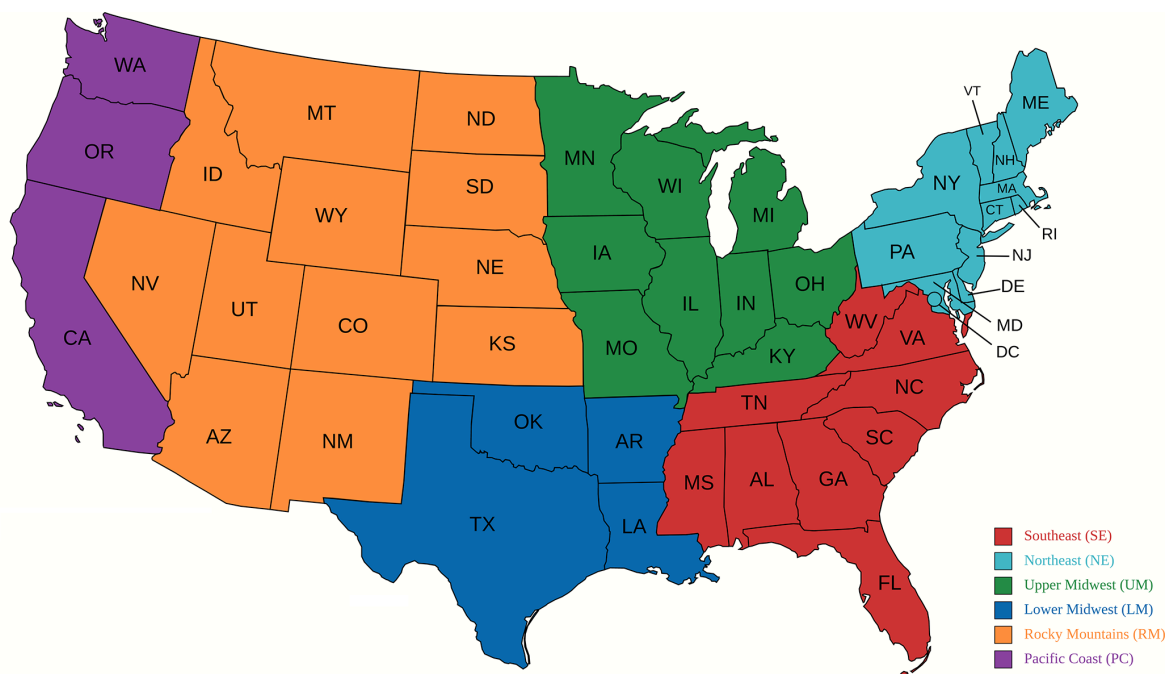 WA
OR
CA
MT
ID
WY
NV
UT
CO
AZ
NM
ND
SD
NE
KS
OK
TX
MN
WI
MI
IA
IL
IN
OH
MO
KY
AR
LA
WV
VA
TN
NC
SC
MS
AL
GA
FL
VT
ME
NH
NY
MA
CT
RI
PA
NJ
DE
MD
DC
Southeast (SE)
Northeast (NE)
Upper Midwest (UM)
Lower Midwest (LM)
Rocky Mountains (RM)
Pacific Coast (PC)